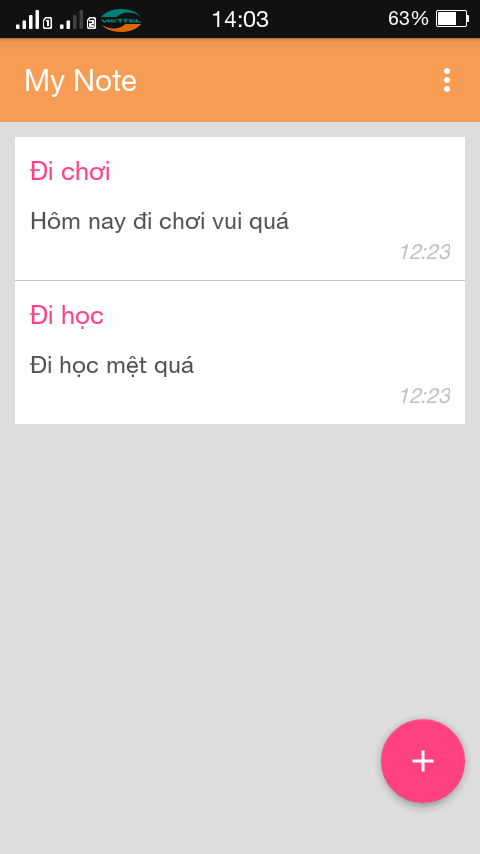 1 2 VIETTEL 14:03 63%
My Note
Đi chơi
Hôm nay đi chơi vui quá
12:23
Đi học
Đi học mệt quá
12:23
+